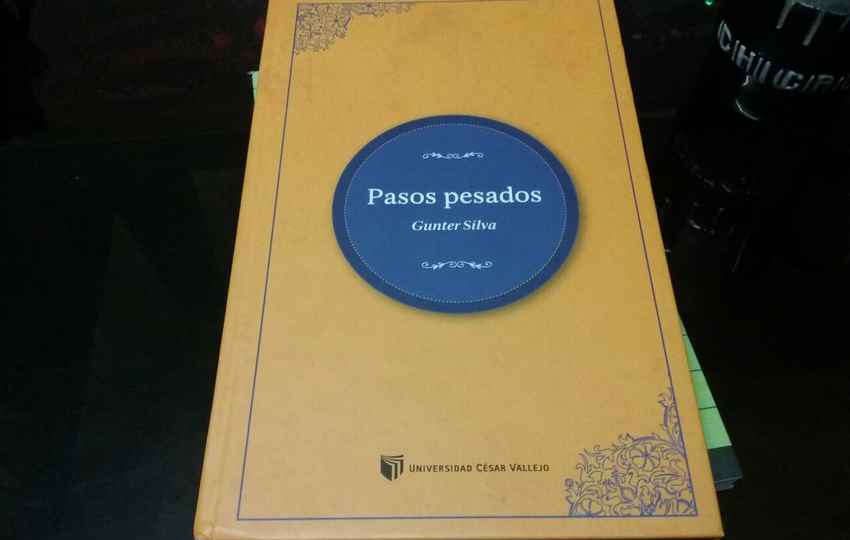 Pasos pesados
Gunter Silva
UNIVERSIDAD CÉSAR VALLEJO